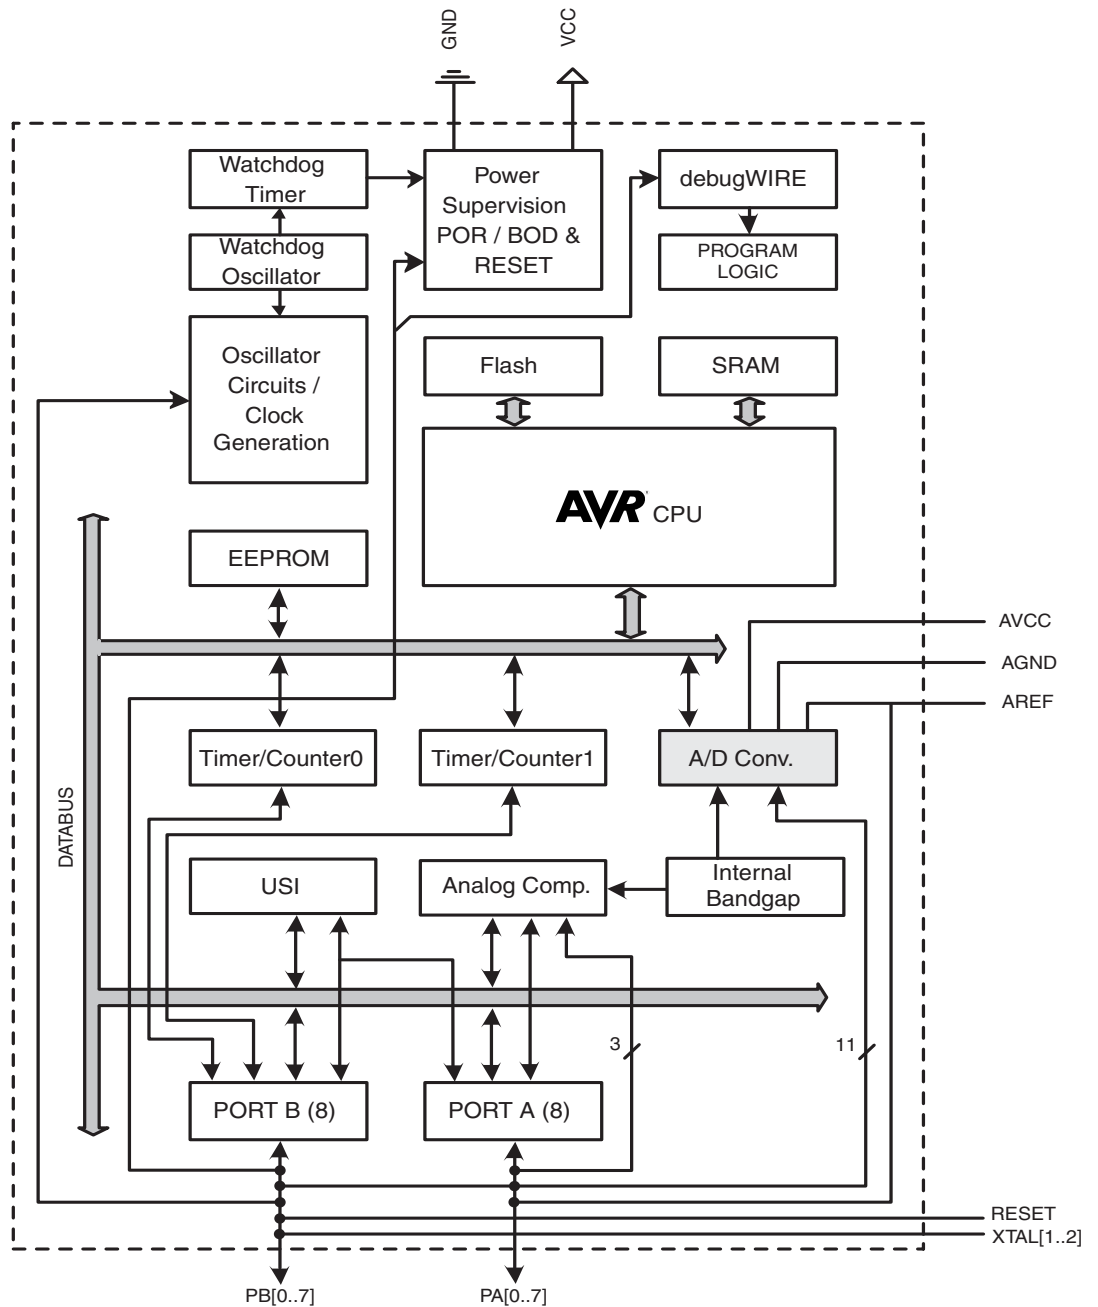 GND
VCC
Watchdog
Timer
Power
Supervision
POR / BOD &
RESET
debugWIRE
Watchdog
Oscillator
PROGRAM
LOGIC
Oscillator
Circuits /
Clock
Generation
Flash
SRAM
AVR CPU
EEPROM
AVCC
AGND
AREF
Timer/Counter0
Timer/Counter1
A/D Conv.
DATABUS
USI
Analog Comp.
Internal
Bandgap
3
11
PORT B (8)
PORT A (8)
RESET
XTAL[1..2]
PB[0..7]
PA[0..7]